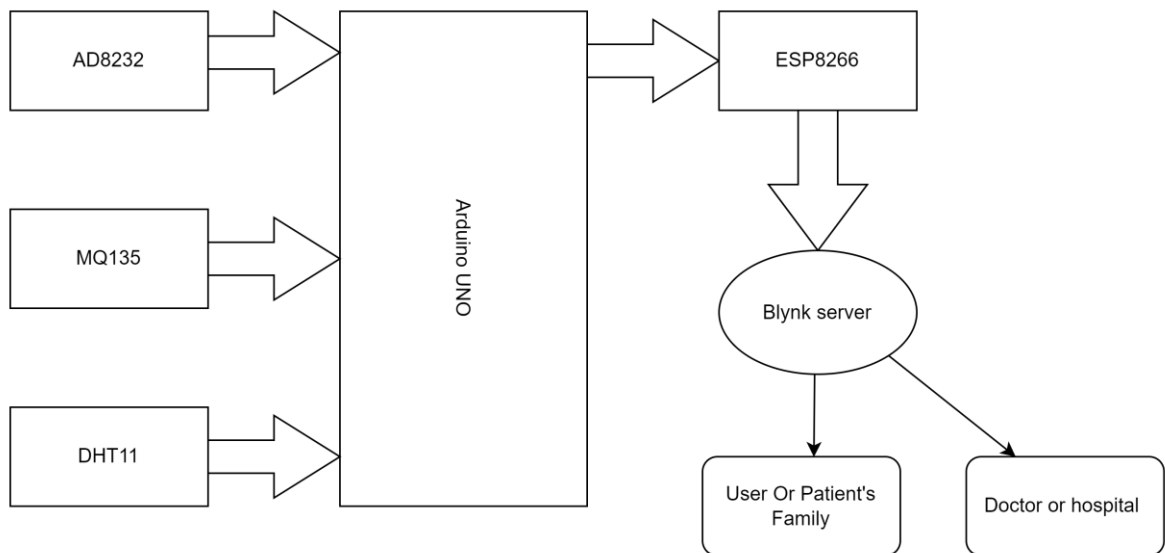 AD8232
ESP8266
MQ135
Arduino UNO
Blynk server
DHT11
User Or Patient's
Family
Doctor or hospital